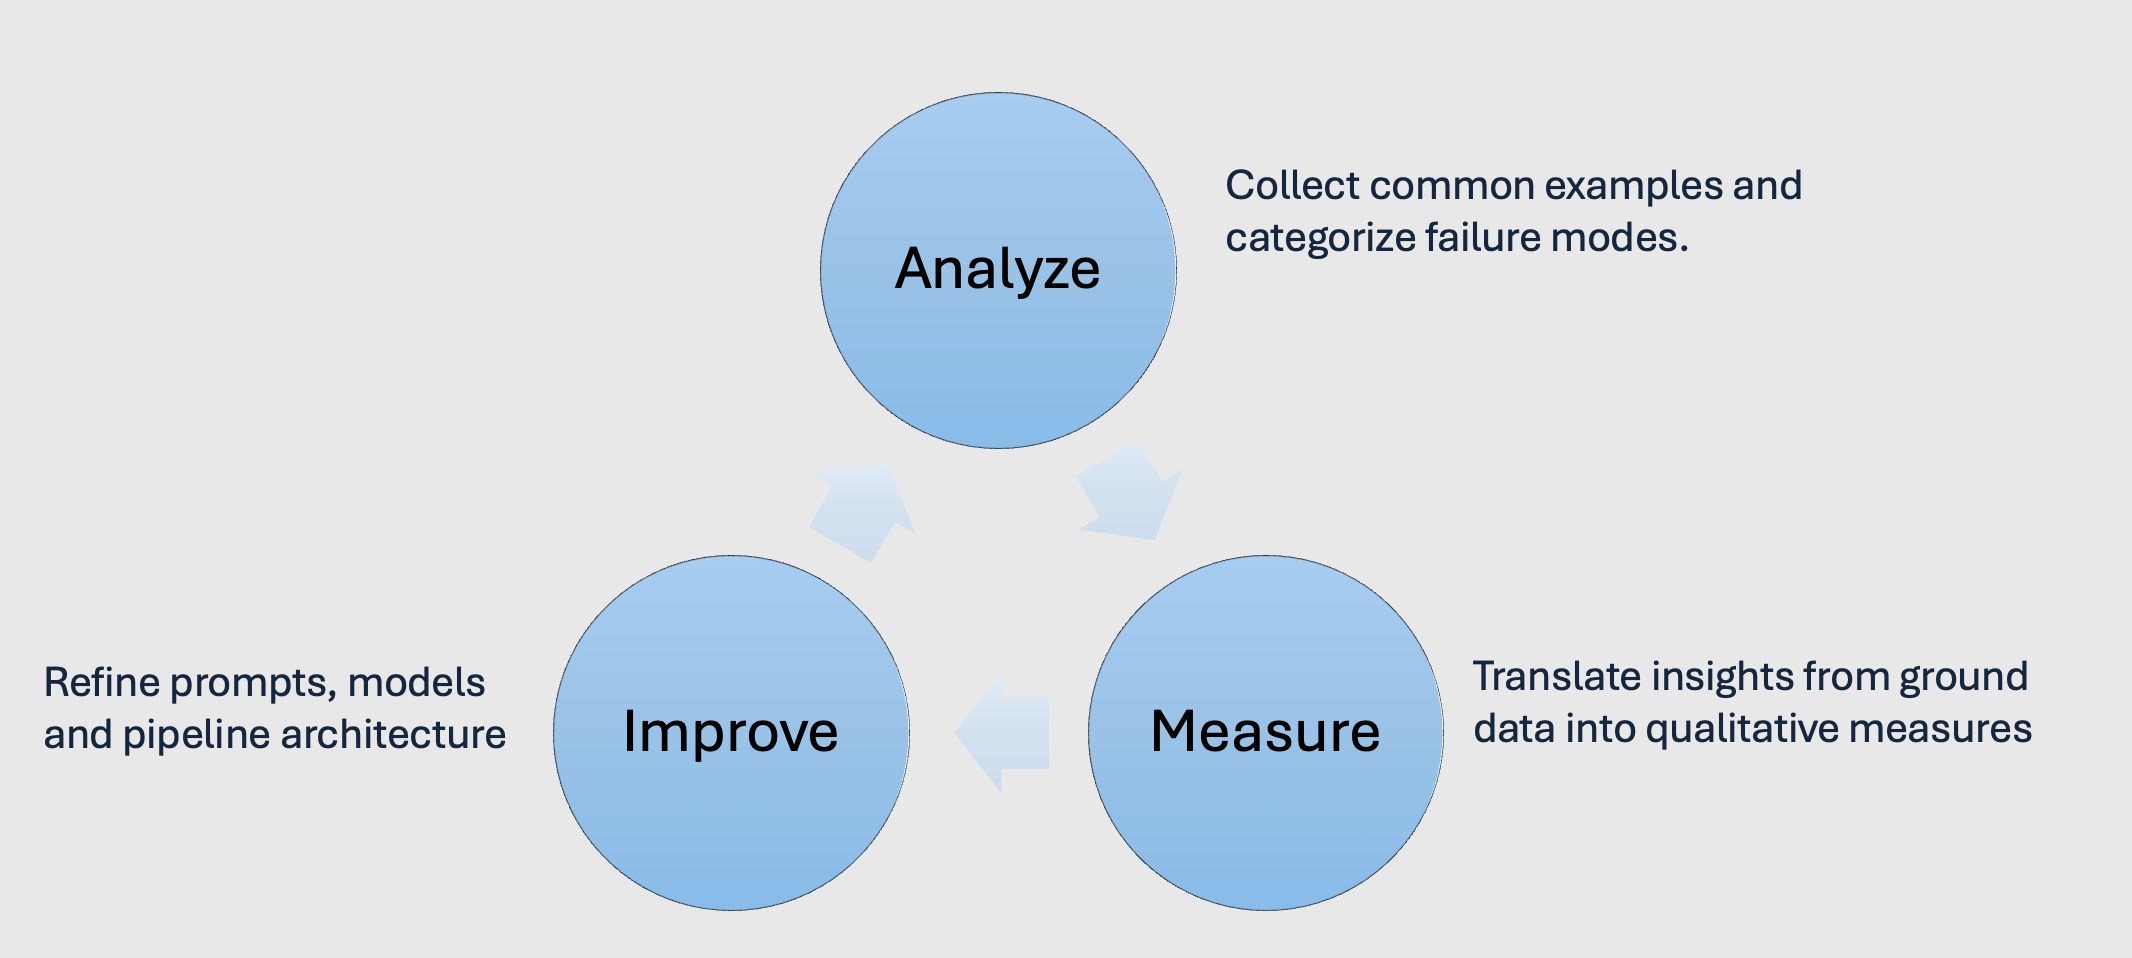 Analyze
Collect common examples and
categorize failure modes.
Improve
Refine prompts, models
and pipeline architecture
Measure
Translate insights from ground
data into qualitative measures